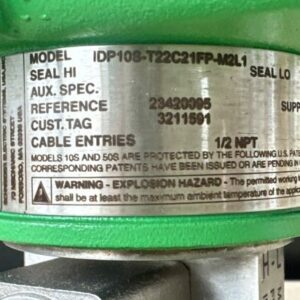 MODEL IDP10S-T22C21FP-M2L1
SEAL HI SEAL LO
AUX. SPEC.
REFERENCE 23420095 SUPP
CUST.TAG 3211591
CABLE ENTRIES 1/2 NPT
MODELS 10S AND 50S ARE PROTECTED BY THE FOLLOWING U.S. PATE
CORRESPONDING PATENTS HAVE BEEN ISSUED OR ARE PENDING IN
WARNING - EXPLOSION HAZARD - The permitted working
shall be at least the maximum ambient temperature of the applica
H-L